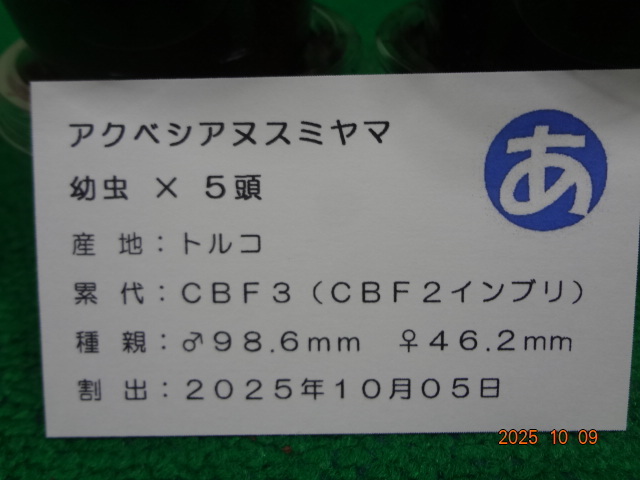 アクベシアヌスミヤマ
あ
幼虫 × 5頭
産 地：トルコ
累 代：CBF3（CBF2インブリ）
種 親：♂98.6mm ♀46.2mm
割 出：2025年10月05日
2025 10 09